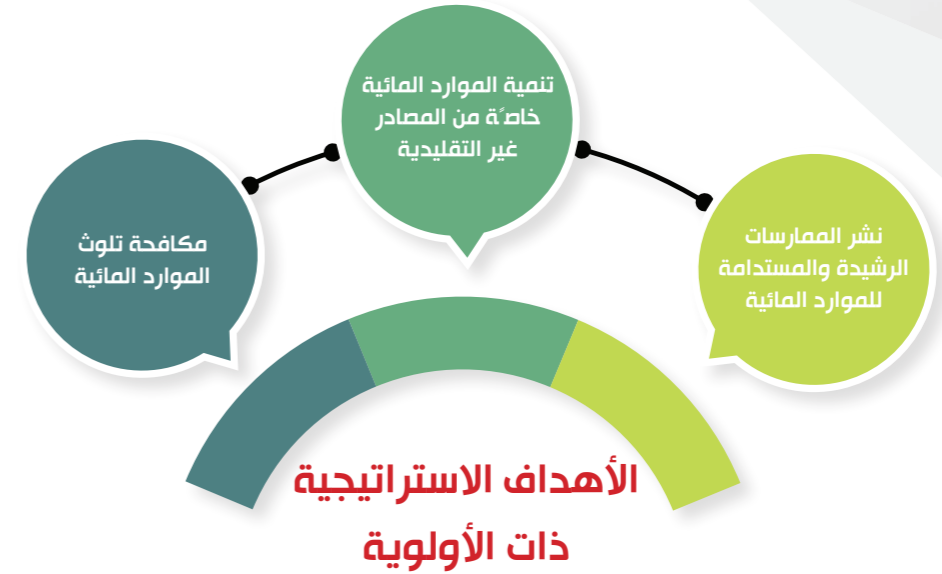 نشر الممارسات
الرشيدة والمستدامة
للموارد المائية
تنمية الموارد المائية
خاصًة من المصادر
غير التقليدية
مكافحة تلوث
الموارد المائية
الأهداف الاستراتيجية
ذات الأولوية